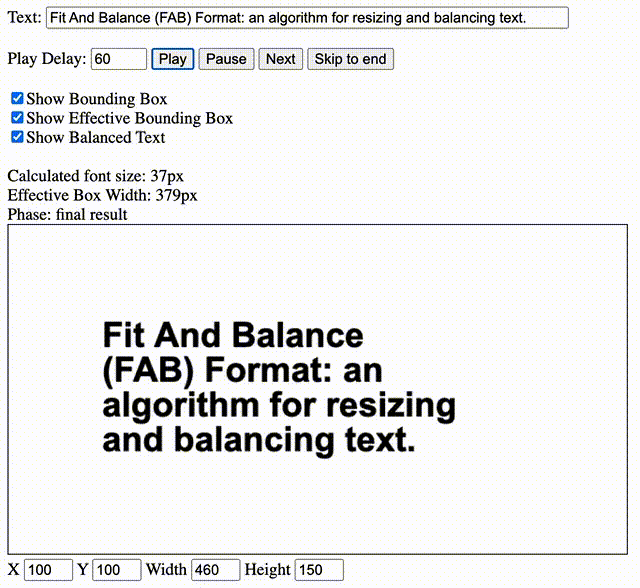 Text: Fit And Balance (FAB) Format: an algorithm for resizing and balancing text.
Play Delay: 60 Play Pause Next Skip to end
Show Bounding Box
Show Effective Bounding Box
Show Balanced Text
Calculated font size: 37px
Effective Box Width: 379px
Phase: final result
Fit And Balance
(FAB) Format: an
algorithm for resizing
and balancing text.
X 100 Y 100 Width 460 Height 150